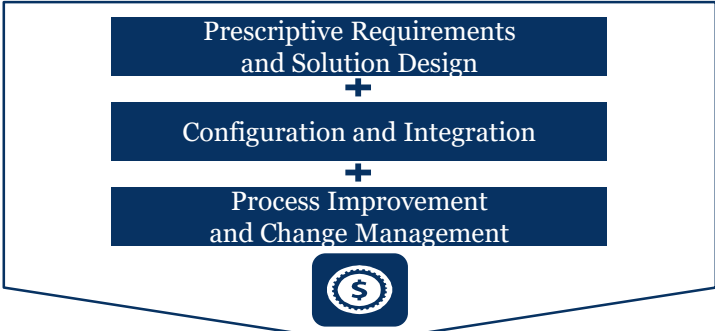 Prescriptive Requirements
and Solution Design
+
Configuration and Integration
+
Process Improvement
and Change Management
$